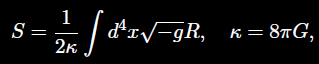 S = \frac{1}{2\kappa} \int d^4x \sqrt{-g} R, \quad \kappa = 8\pi G,